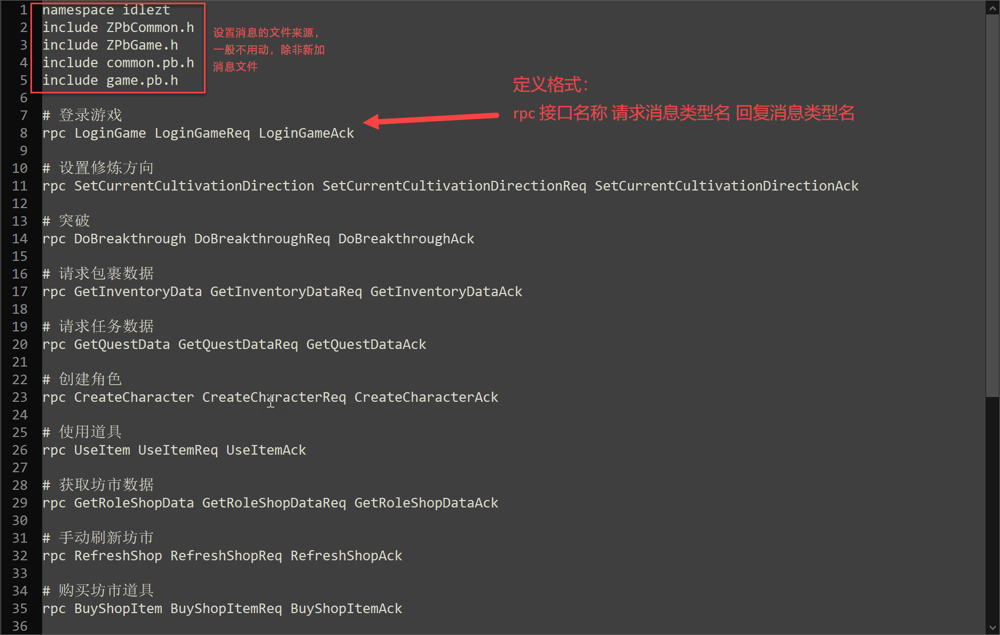 1 namespace idlezt
2 include ZPbCommon.h
3 include ZPbGame.h
4 include common.pb.h
5 include game.pb.h
设置消息的文件来源，
一般不用动，除非新加
消息文件
定义格式：
rpc 接口名称 请求消息类型名 回复消息类型名
6
7 # 登录游戏
8 rpc LoginGame LoginGameReq LoginGameAck
9
10 # 设置修炼方向
11 rpc SetCurrentCultivationDirection SetCurrentCultivationDirectionReq SetCurrentCultivationDirectionAck
12
13 # 突破
14 rpc DoBreakthrough DoBreakthroughReq DoBreakthroughAck
15
16 # 请求包裹数据
17 rpc GetInventoryData GetInventoryDataReq GetInventoryDataAck
18
19 # 请求任务数据
20 rpc GetQuestData GetQuestDataReq GetQuestDataAck
21
22 # 创建角色
23 rpc CreateCharacter CreateCharacterReq CreateCharacterAck
24
25 # 使用道具
26 rpc UseItem UseItemReq UseItemAck
27
28 # 获取坊市数据
29 rpc GetRoleShopData GetRoleShopDataReq GetRoleShopDataAck
30
31 # 手动刷新坊市
32 rpc RefreshShop RefreshShopReq RefreshShopAck
33
34 # 购买坊市道具
35 rpc BuyShopItem BuyShopItemReq BuyShopItemAck
36